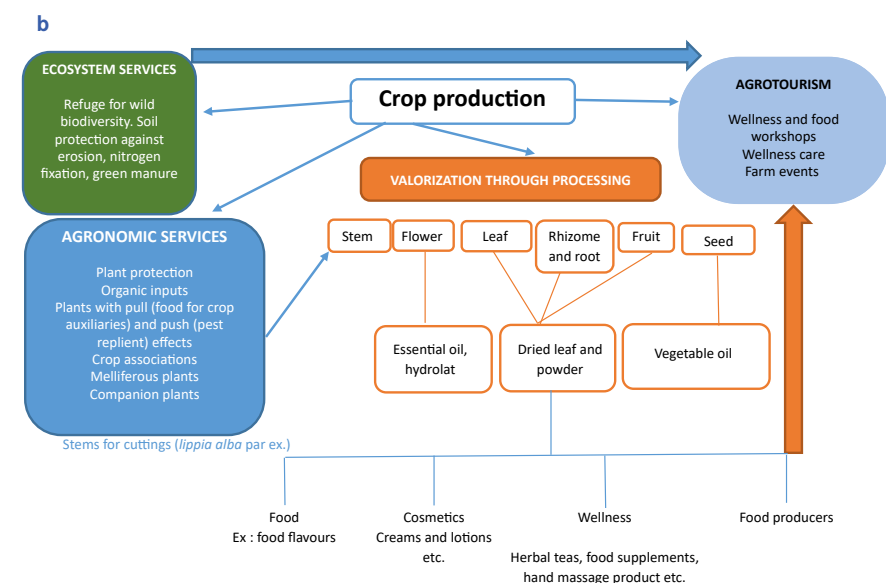 b
ECOSYSTEM SERVICES
Refuge for wild
biodiversity. Soil
protection against
erosion, nitrogen
fixation, green manure
Crop production
AGROTOURISM
Wellness and food
workshops
Wellness care
Farm events
VALORIZATION THROUGH PROCESSING
AGRONOMIC SERVICES
Plant protection
Organic inputs
Plants with pull (food for crop
auxiliaries) and push (pest
replient) effects
Crop associations
Melliferous plants
Companion plants
Stem
Flower
Leaf
Rhizome
and root
Fruit
Seed
Essential oil,
hydrolat
Dried leaf and
powder
Vegetable oil
Stems for cuttings (lippia alba par ex.)
Food
Ex : food flavours
Cosmetics
Creams and lotions
etc.
Wellness
Herbal teas, food supplements,
hand massage product etc.
Food producers